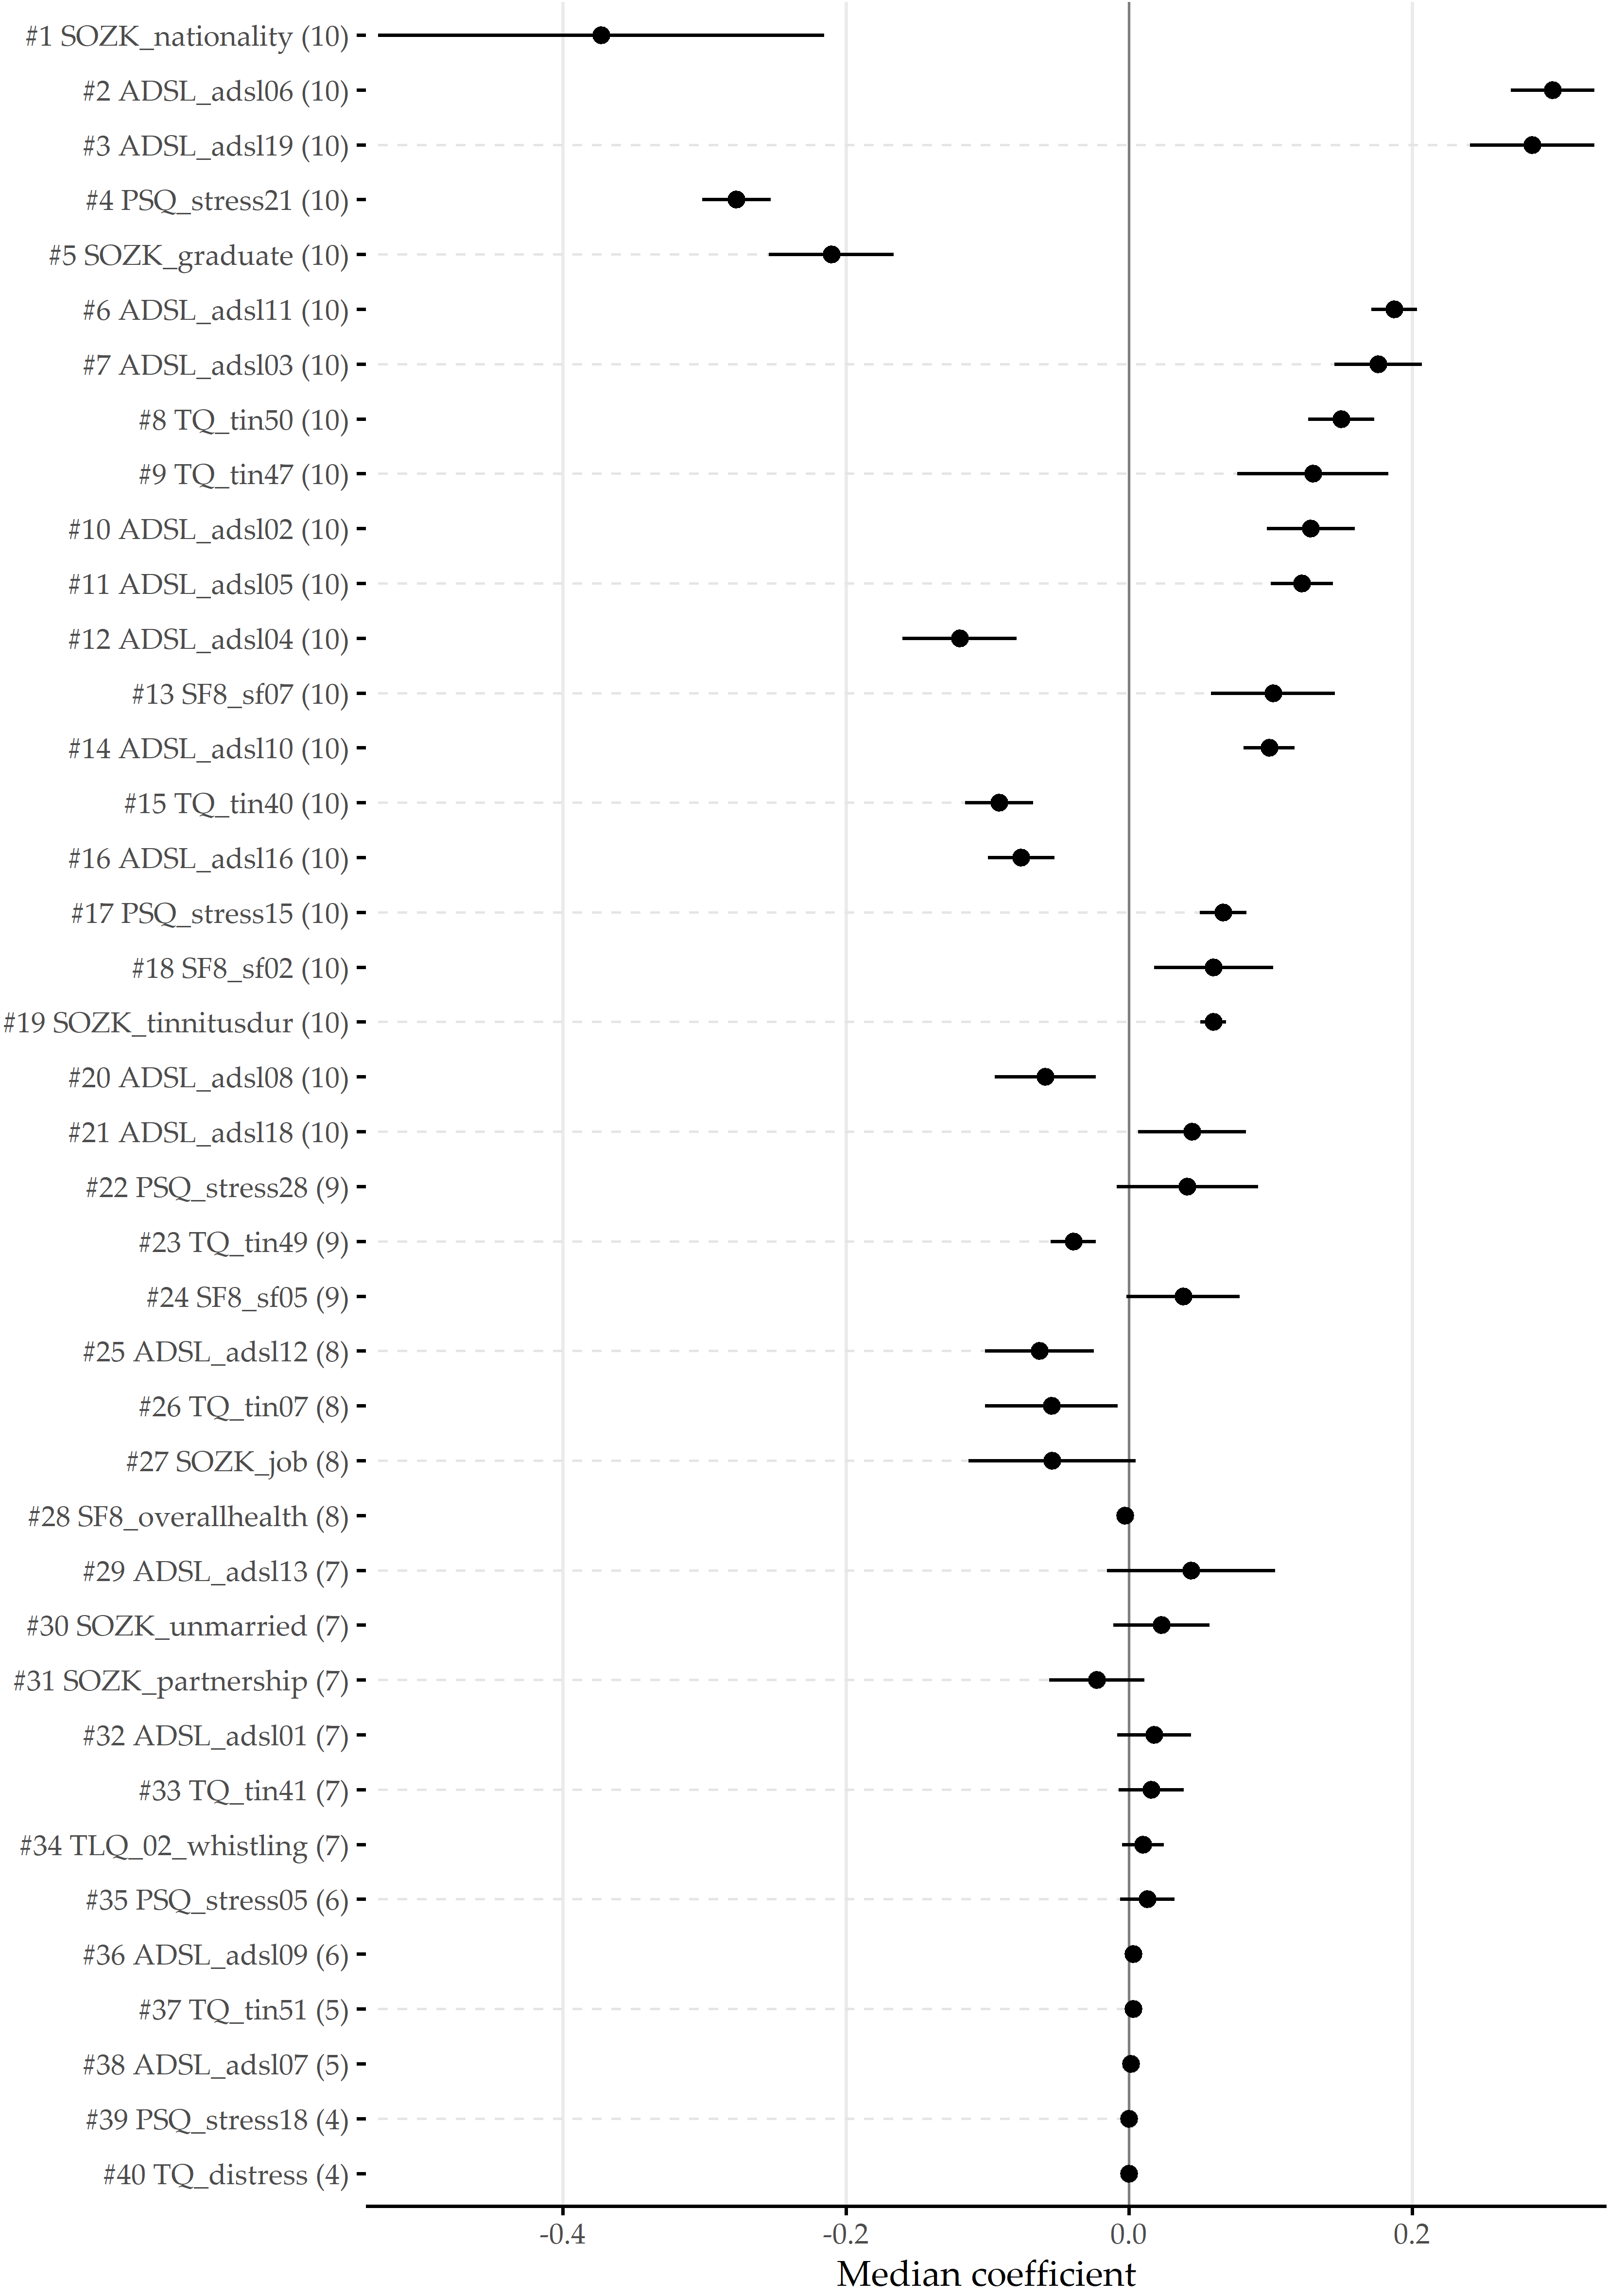 #1 SOZK_nationality (10)
#2 ADSL_adsl06 (10)
#3 ADSL_adsl19 (10)
#4 PSQ_stress21 (10)
#5 SOZK_graduate (10)
#6 ADSL_adsl11 (10)
#7 ADSL_adsl03 (10)
#8 TQ_tin50 (10)
#9 TQ_tin47 (10)
#10 ADSL_adsl02 (10)
#11 ADSL_adsl05 (10)
#12 ADSL_adsl04 (10)
#13 SF8_sf07 (10)
#14 ADSL_adsl10 (10)
#15 TQ_tin40 (10)
#16 ADSL_adsl16 (10)
#17 PSQ_stress15 (10)
#18 SF8_sf02 (10)
#19 SOZK_tinnitusdur (10)
#20 ADSL_adsl08 (10)
#21 ADSL_adsl18 (10)
#22 PSQ_stress28 (9)
#23 TQ_tin49 (9)
#24 SF8_sf05 (9)
#25 ADSL_adsl12 (8)
#26 TQ_tin07 (8)
#27 SOZK_job (8)
#28 SF8_overallhealth (8)
#29 ADSL_adsl13 (7)
#30 SOZK_unmarried (7)
#31 SOZK_partnership (7)
#32 ADSL_adsl01 (7)
#33 TQ_tin41 (7)
#34 TLQ_02_whistling (7)
#35 PSQ_stress05 (6)
#36 ADSL_adsl09 (6)
#37 TQ_tin51 (5)
#38 ADSL_adsl07 (5)
#39 PSQ_stress18 (4)
#40 TQ_distress (4)
-0.4 -0.2 0.0 0.2
Median coefficient